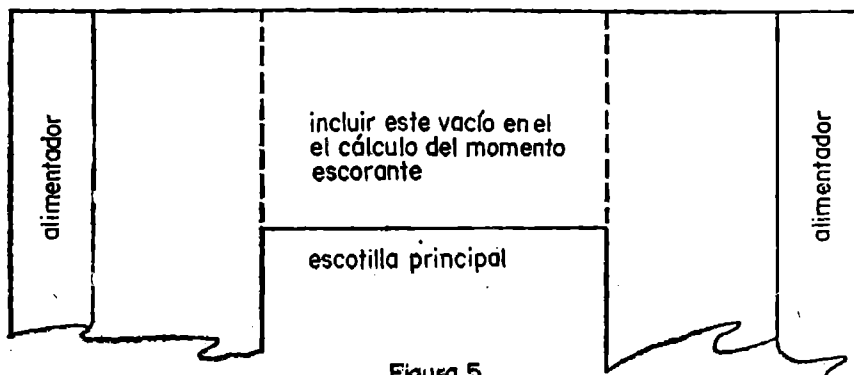 alimentador
incluir este vacío en el
el cálculo del momento
escorante
escotilla principal
alimentador
Figura 5